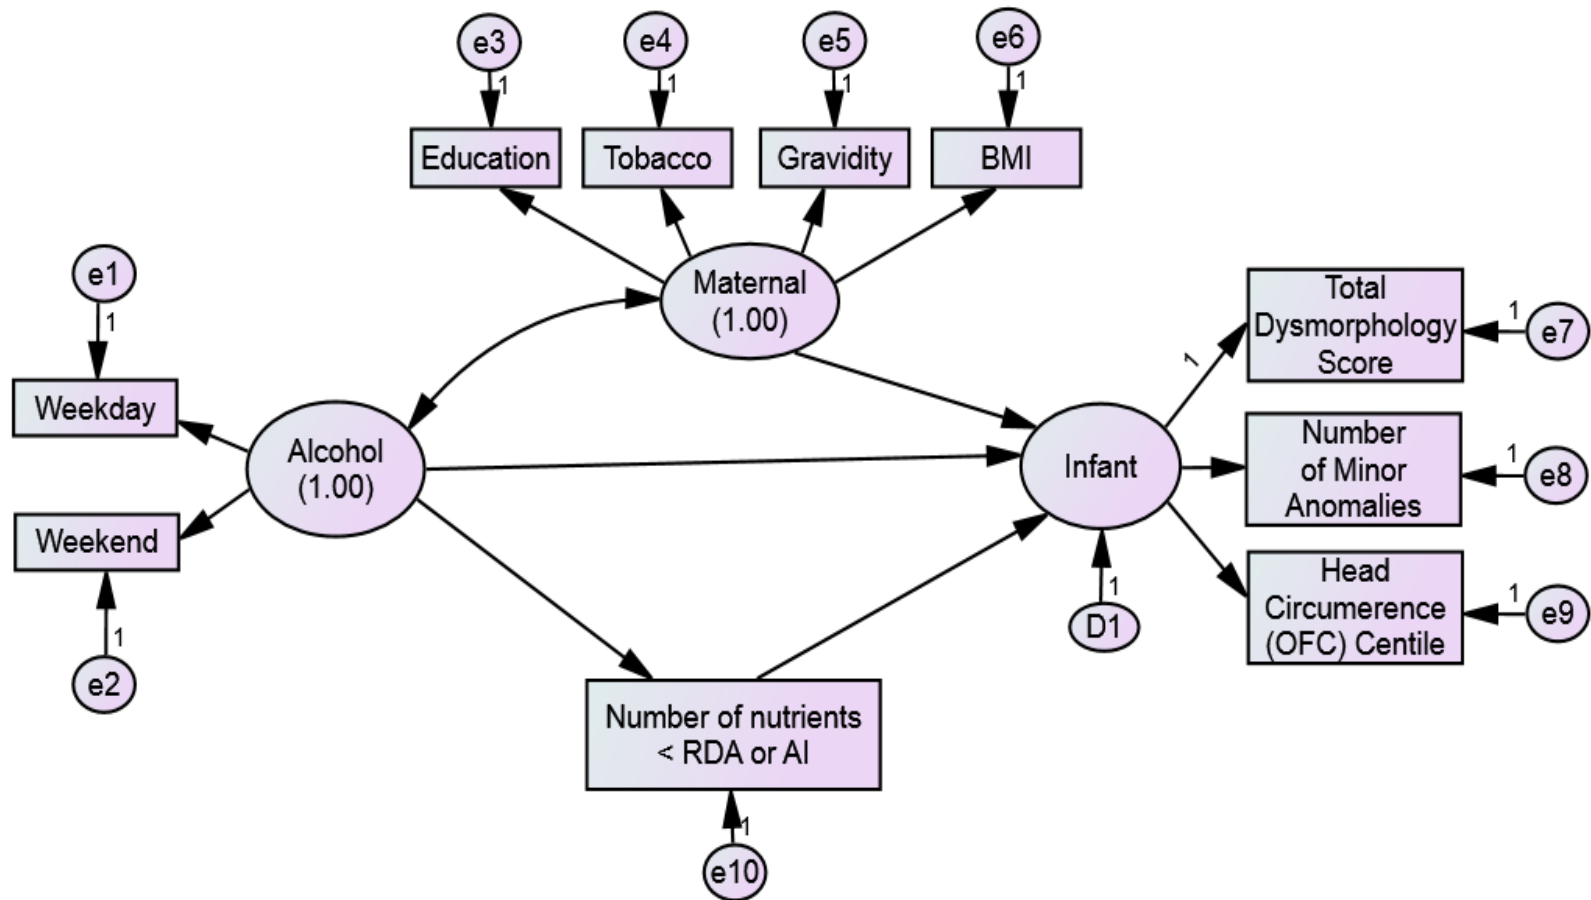 e3
e4
e5
e6
1
1
1
1
Education
Tobacco
Gravidity
BMI
e1
1
Maternal
(1.00)
Total
Dysmorphology
Score
1
e7
1
Weekday
Alcohol
(1.00)
Infant
Number
of Minor
Anomalies
1
e8
Weekend
1
e2
1
D1
Head
Circumerence
(OFC) Centile
1
e9
Number of nutrients
< RDA or AI
1
e10